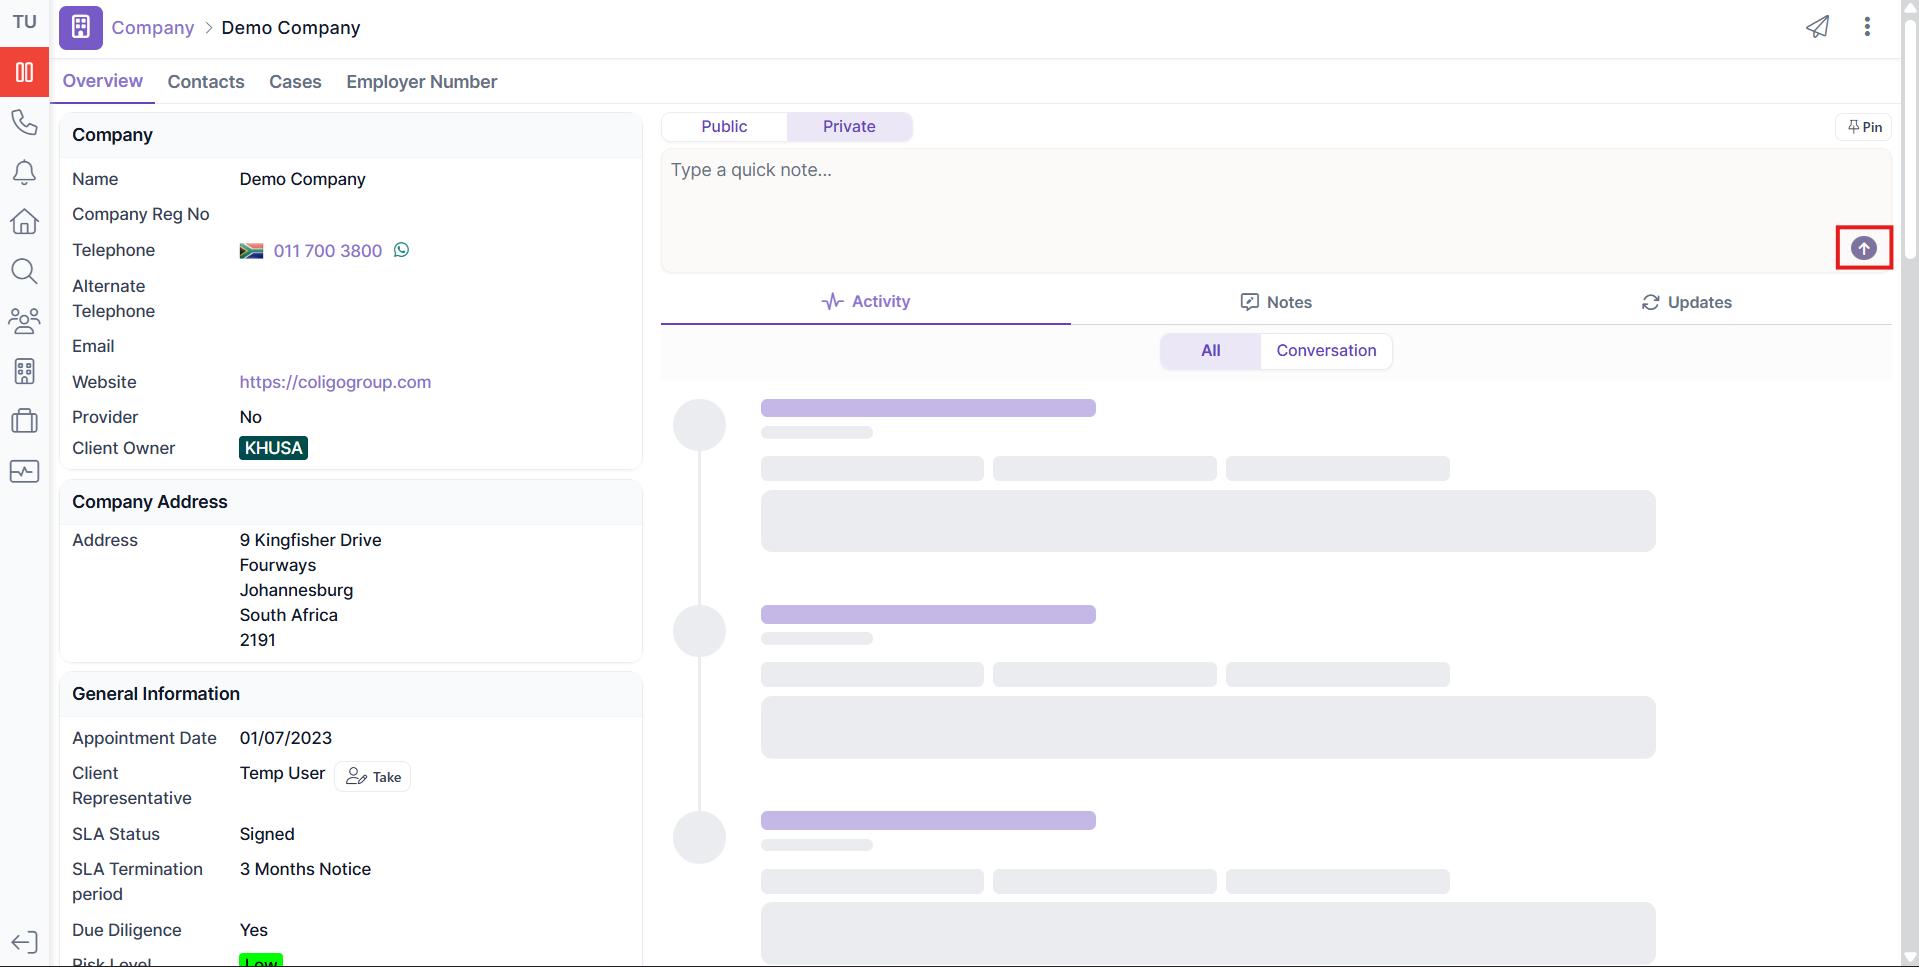 TU
Company > Demo Company
Overview Contacts Cases Employer Number
Company
Name Demo Company
Company Reg No
Telephone 011 700 3800
Alternate
Telephone
Email
Website https://coligogroup.com
Provider No
Client Owner KHUSA
Company Address
Address 9 Kingfisher Drive
Fourways
Johannesburg
South Africa
2191
General Information
Appointment Date 01/07/2023
Client
Representative
Temp User Take
SLA Status Signed
SLA Termination
period
3 Months Notice
Due Diligence Yes
Risk Level Low
Public Private Pin
Type a quick note...
Activity Notes Updates
All Conversation